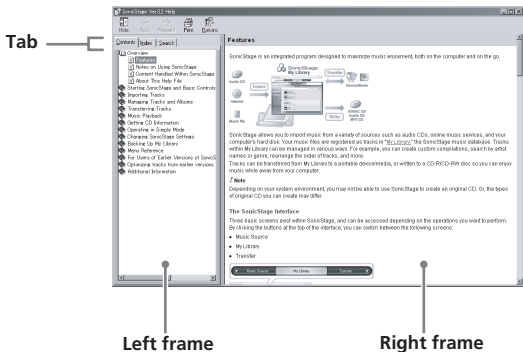 SonicStage Ver.3.2 Help
Hide Back Forward Print Options
Tab
Contents Index Search
Overview
Features
Notes on Using SonicStage
Content Handled Within SonicStage
About This Help File
Starting SonicStage and Basic Controls
Importing Tracks
Managing Tracks and Albums
Transferring Tracks
Music Playback
Getting CD Information
Operating in Simple Mode
Changing SonicStage Settings
Backing Up My Library
Menu Reference
For Users of Earlier Versions of SonicS
Optimizing tracks from earlier versions
Additional Information
Features
SonicStage is an integrated program designed to maximize music enjoyment, both on the computer and on the go.
SonicStage
My Library
Audio CD
Import
Transfer
Device/Media
Internet
Write
Music file
ATRAC CD
Audio CD
MP3 CD
SonicStage allows you to import music from a variety of sources such as audio CDs, online music services, and your
computer's hard disk. Your music files are registered as tracks in "My Library," the SonicStage music database. Tracks
within My Library can be managed in various ways. For example, you can create custom compilations, search by artist
names or genre, rearrange the order of tracks, and more.
Tracks can be transferred from My Library to a portable device/media, or written to a CD-R/CD-RW disc so you can enjoy
music while away from your computer.
Note
Depending on your system environment, you may not be able to use SonicStage to create an original CD. Or, the types
of original CD you can create may differ.
The SonicStage Interface
Three basic screens exist within SonicStage, and can be accessed depending on the operations you want to perform.
By clicking the buttons at the top of the interface, you can switch between the following screens:
• Music Source
• My Library
• Transfer
Music Source My Library Transfer
Left frame
Right frame